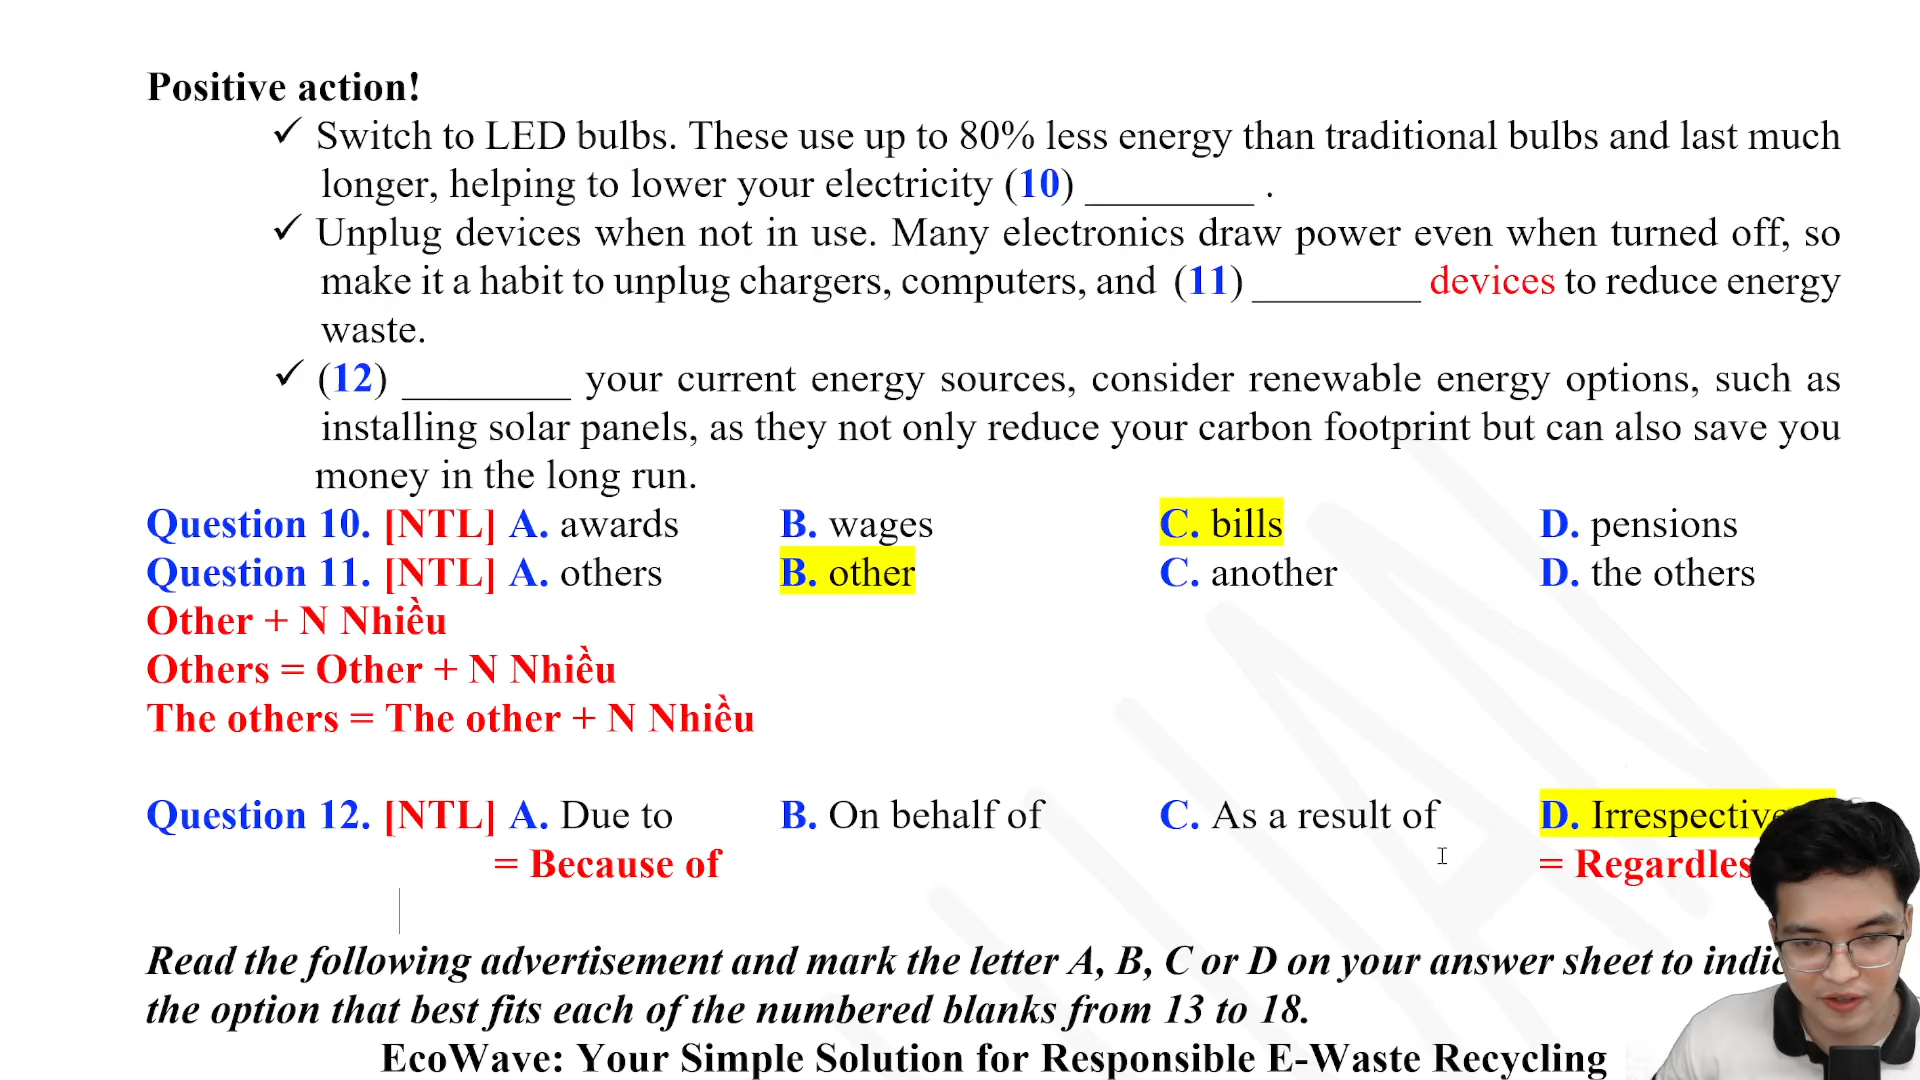 Positive action!
✓ Switch to LED bulbs. These use up to 80% less energy than traditional bulbs and last much
longer, helping to lower your electricity (10) ________ .
✓ Unplug devices when not in use. Many electronics draw power even when turned off, so
make it a habit to unplug chargers, computers, and (11) ________ devices to reduce energy
waste.
✓ (12) ________ your current energy sources, consider renewable energy options, such as
installing solar panels, as they not only reduce your carbon footprint but can also save you
money in the long run.
Question 10. [NTL] A. awards B. wages C. bills D. pensions
Question 11. [NTL] A. others B. other C. another D. the others
Other + N Nhiều
Others = Other + N Nhiều
The others = The other + N Nhiều
Question 12. [NTL] A. Due to B. On behalf of C. As a result of D. Irrespective
= Because of = Regardles
Read the following advertisement and mark the letter A, B, C or D on your answer sheet to indic
the option that best fits each of the numbered blanks from 13 to 18.
EcoWave: Your Simple Solution for Responsible E-Waste Recycling